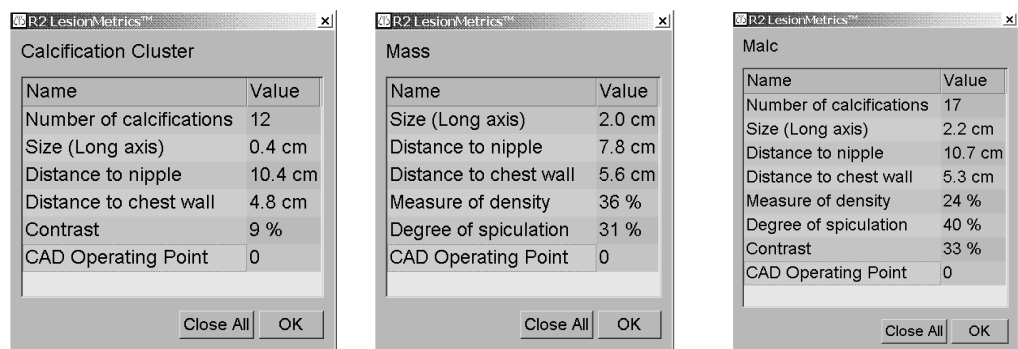 R2 LesionMetrics™
Calcification Cluster
Name Value
Number of calcifications 12
Size (Long axis) 0.4 cm
Distance to nipple 10.4 cm
Distance to chest wall 4.8 cm
Contrast 9 %
CAD Operating Point 0
Close All OK
R2 LesionMetrics™
Mass
Name Value
Size (Long axis) 2.0 cm
Distance to nipple 7.8 cm
Distance to chest wall 5.6 cm
Measure of density 36 %
Degree of spiculation 31 %
CAD Operating Point 0
Close All OK
R2 LesionMetrics™
Malc
Name Value
Number of calcifications 17
Size (Long axis) 2.2 cm
Distance to nipple 10.7 cm
Distance to chest wall 5.3 cm
Measure of density 24 %
Degree of spiculation 40 %
Contrast 33 %
CAD Operating Point 0
Close All OK